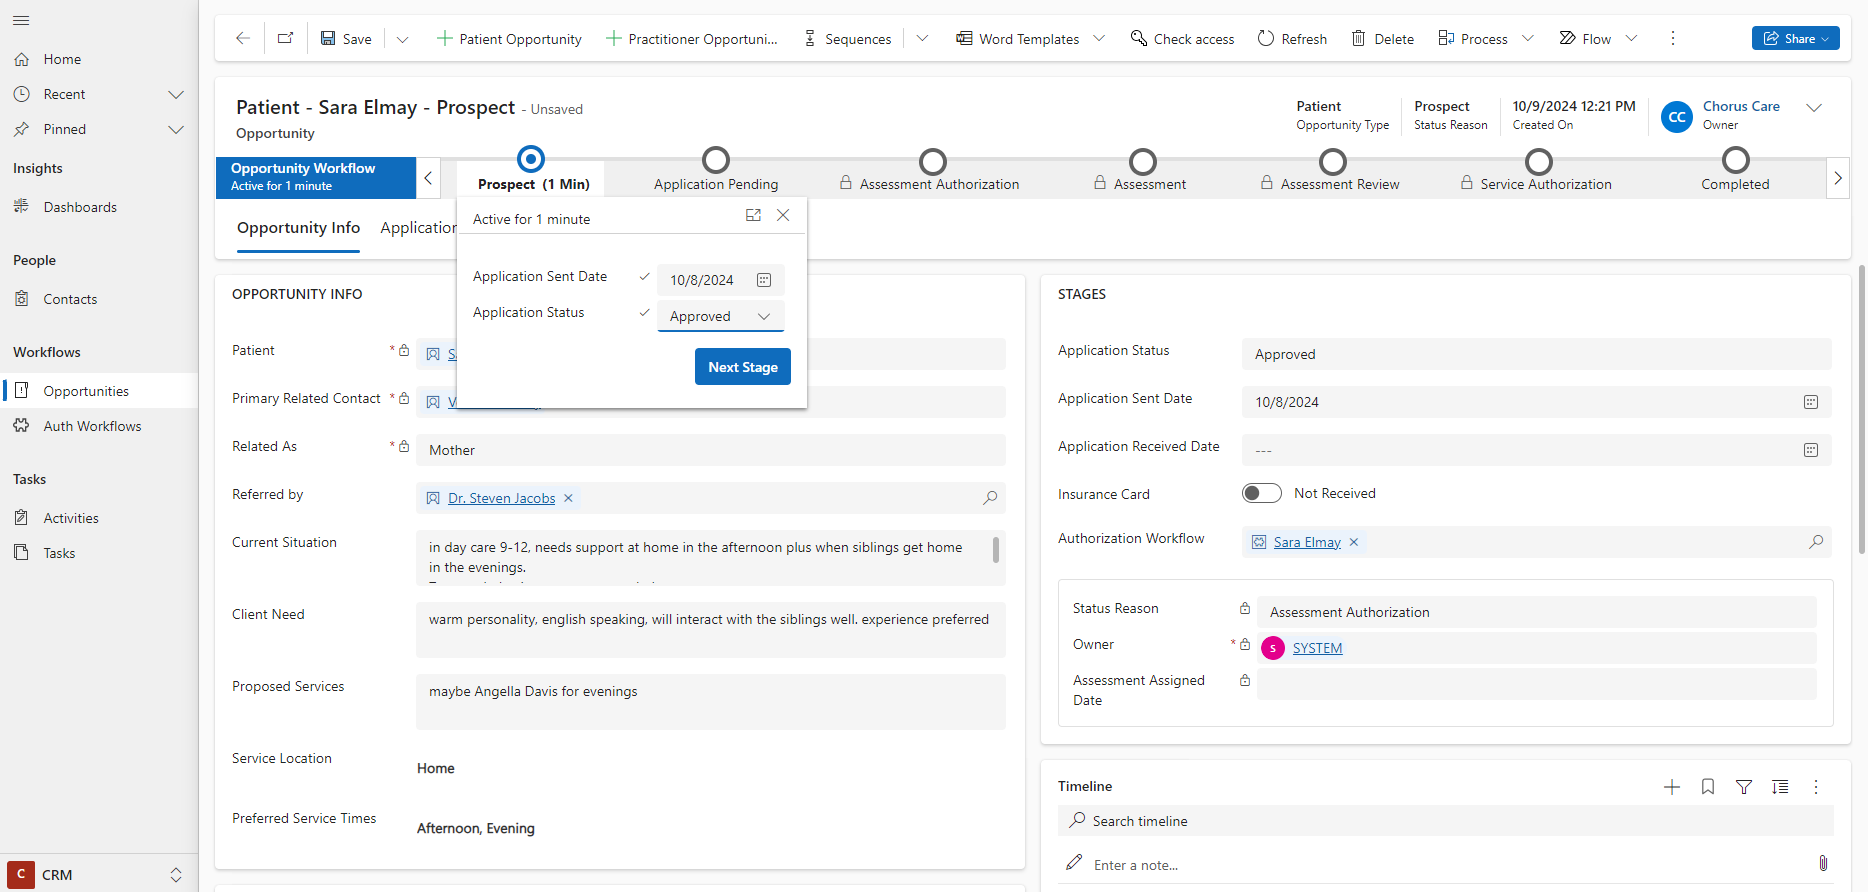 Save
Patient Opportunity
Practitioner Opportuni...
Sequences
Word Templates
Check access
Refresh
Delete
Process
Flow
Share
Home
Recent
Pinned
Insights
Dashboards
People
Contacts
Workflows
Opportunities
Auth Workflows
Tasks
Activities
Tasks
C
CRM
Patient - Sara Elmay - Prospect - Unsaved
Opportunity
Patient
Opportunity Type
Prospect
Status Reason
10/9/2024 12:21 PM
Created On
CC
Chorus Care
Owner
Opportunity Workflow
Active for 1 minute
Prospect (1 Min)
Application Pending
Assessment Authorization
Assessment
Assessment Review
Service Authorization
Completed
Opportunity Info
Application
Active for 1 minute
Application Sent Date
10/8/2024
Application Status
Approved
Next Stage
OPPORTUNITY INFO
Patient
*
Primary Related Contact
*
Related As
*
Mother
Referred by
Dr. Steven Jacobs
Current Situation
in day care 9-12, needs support at home in the afternoon plus when siblings get home
in the evenings.
Client Need
warm personality, english speaking, will interact with the siblings well. experience preferred
Proposed Services
maybe Angella Davis for evenings
Service Location
Home
Preferred Service Times
Afternoon, Evening
STAGES
Application Status
Approved
Application Sent Date
10/8/2024
Application Received Date
---
Insurance Card
Not Received
Authorization Workflow
Sara Elmay
Status Reason
Assessment Authorization
Owner
*
S
SYSTEM
Assessment Assigned
Date
Timeline
Search timeline
Enter a note...